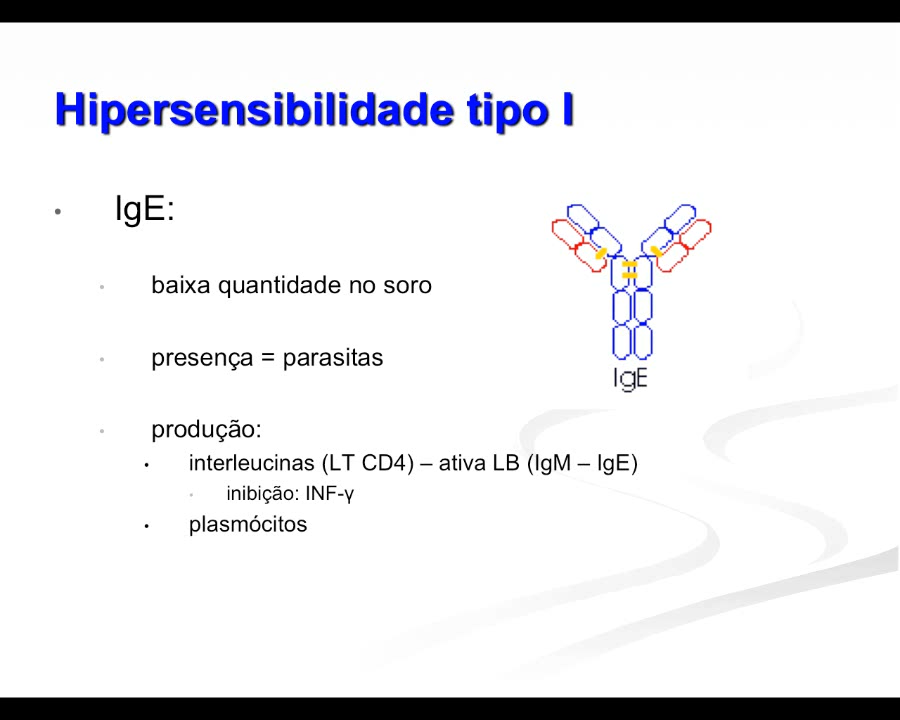 Hipersensibilidade tipo I
• IgE:
• baixa quantidade no soro
• presença = parasitas
• produção:
• interleucinas (LT CD4) – ativa LB (IgM – IgE)
• inibição: INF-γ
• plasmócitos
IgE